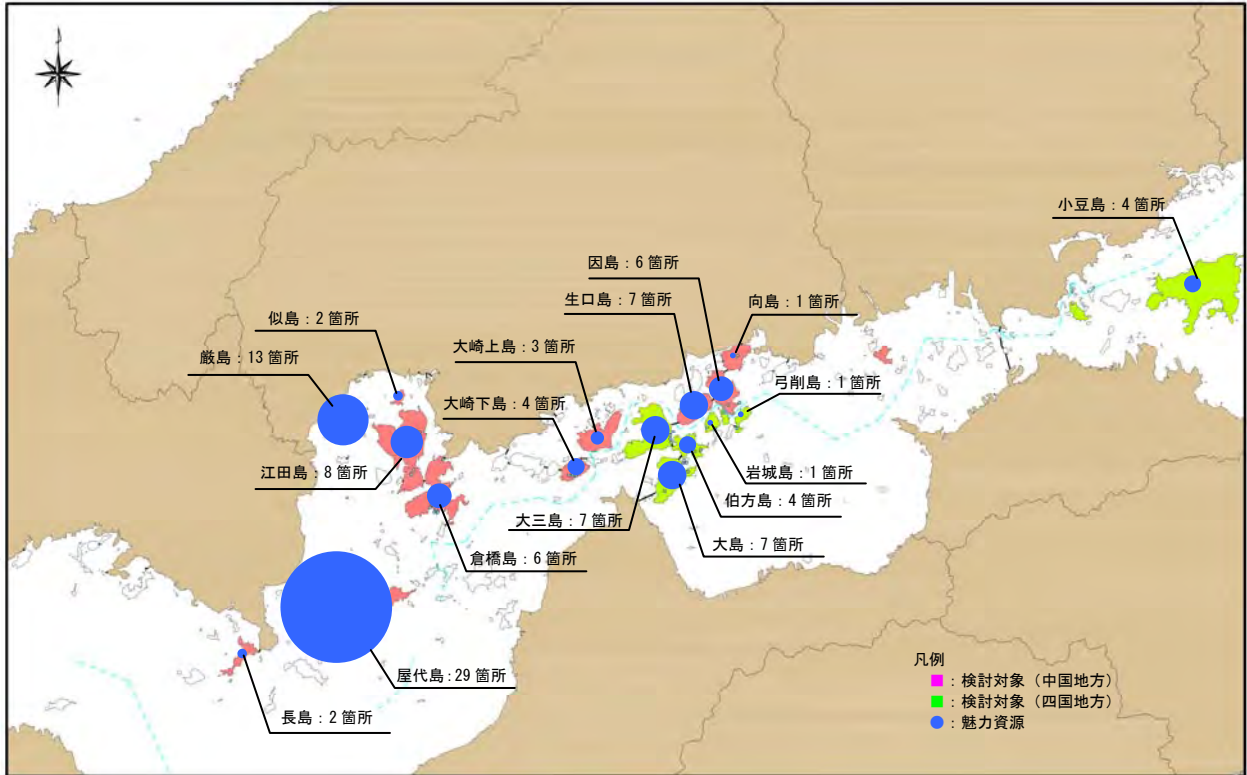 小豆島：4 箇所
因島：6 箇所
生口島：7 箇所
向島：1 箇所
似島：2 箇所
大崎上島：3 箇所
厳島：13 箇所
弓削島：1 箇所
大崎下島：4 箇所
江田島：8 箇所
岩城島：1 箇所
伯方島：4 箇所
大三島：7 箇所
大島：7 箇所
倉橋島：6 箇所
屋代島：29 箇所
長島：2 箇所
凡例
：検討対象（中国地方）
：検討対象（四国地方）
：魅力資源